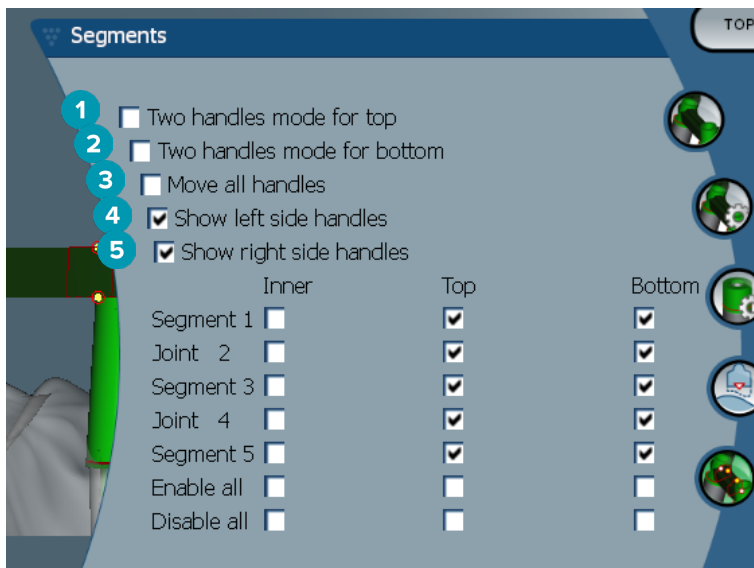 TOP
Segments
1 Two handles mode for top
2 Two handles mode for bottom
3 Move all handles
4 Show left side handles
5 Show right side handles
Inner Top Bottom
Segment 1
Joint 2
Segment 3
Joint 4
Segment 5
Enable all
Disable all